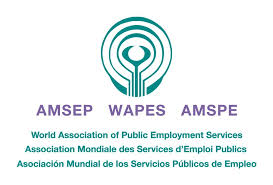 AMSEP WAPES AMSPE
World Association of Public Employment Services
Association Mondiale des Services d'Emploi Publics
Asociación Mundial de los Servicios Públicos de Empleo